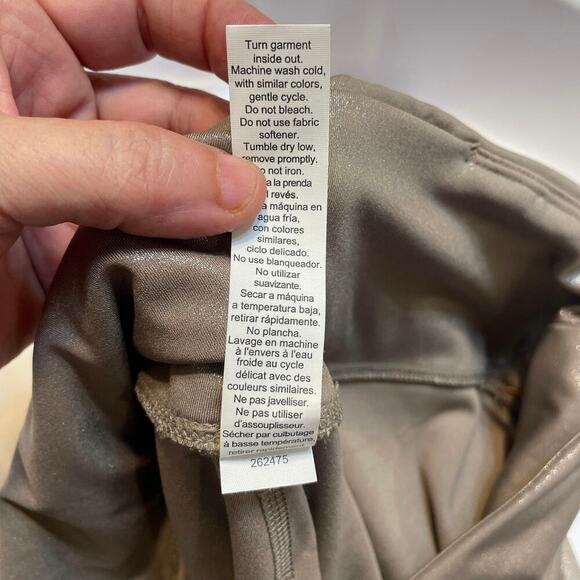 Turn garment
inside out.
Machine wash cold,
with similar colors,
gentle cycle.
Do not bleach.
Do not use fabric
softener.
Tumble dry low,
remove promptly.
not iron.
a la prenda
revés.
a máquina en
agua fría,
con colores
similares,
ciclo delicado.
No use blanqueador.
No utilizar
suavizante.
Secar a máquina
a temperatura baja,
retirar rápidamente.
No plancha.
Lavage en machine
à l'envers à l'eau
froide au cycle
délicat avec des
couleurs similaires.
Ne pas javelliser.
Ne pas utiliser
d'assouplisseur.
Sécher par culbutage
à basse température,
retirer rapidement
262475